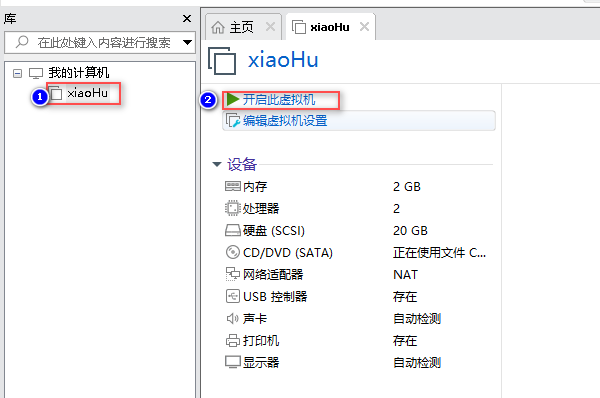 库
在此处键入内容进行搜索
我的计算机
1 xiaoHu
主页 xiaoHu
xiaoHu
2 开启此虚拟机
编辑虚拟机设置
设备
内存 2 GB
处理器 2
硬盘 (SCSI) 20 GB
CD/DVD (SATA) 正在使用文件 C...
网络适配器 NAT
USB 控制器 存在
声卡 自动检测
打印机 存在
显示器 自动检测